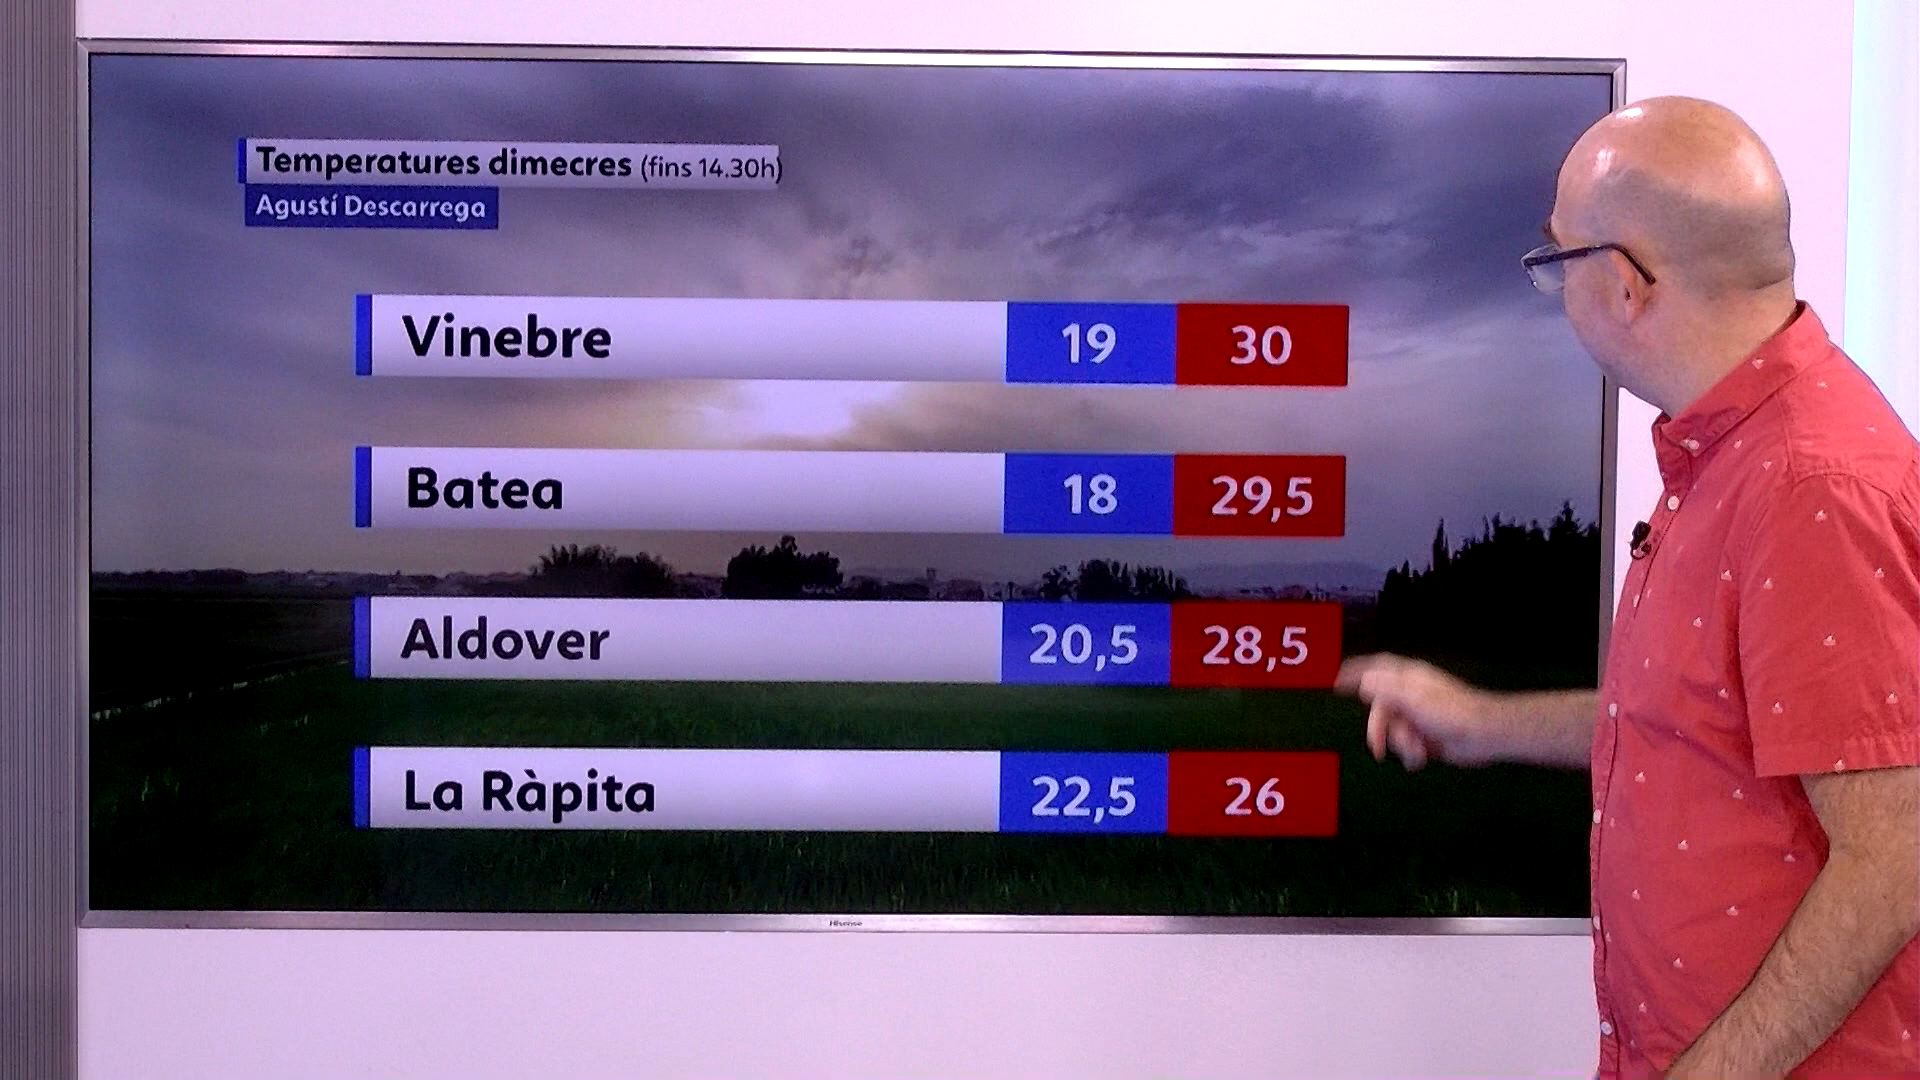 Temperatures dimecres (fins 14.30h)
Agustí Descarrega
Vinebre 19 30
Batea 18 29,5
Aldover 20,5 28,5
La Ràpita 22,5 26
Hisense